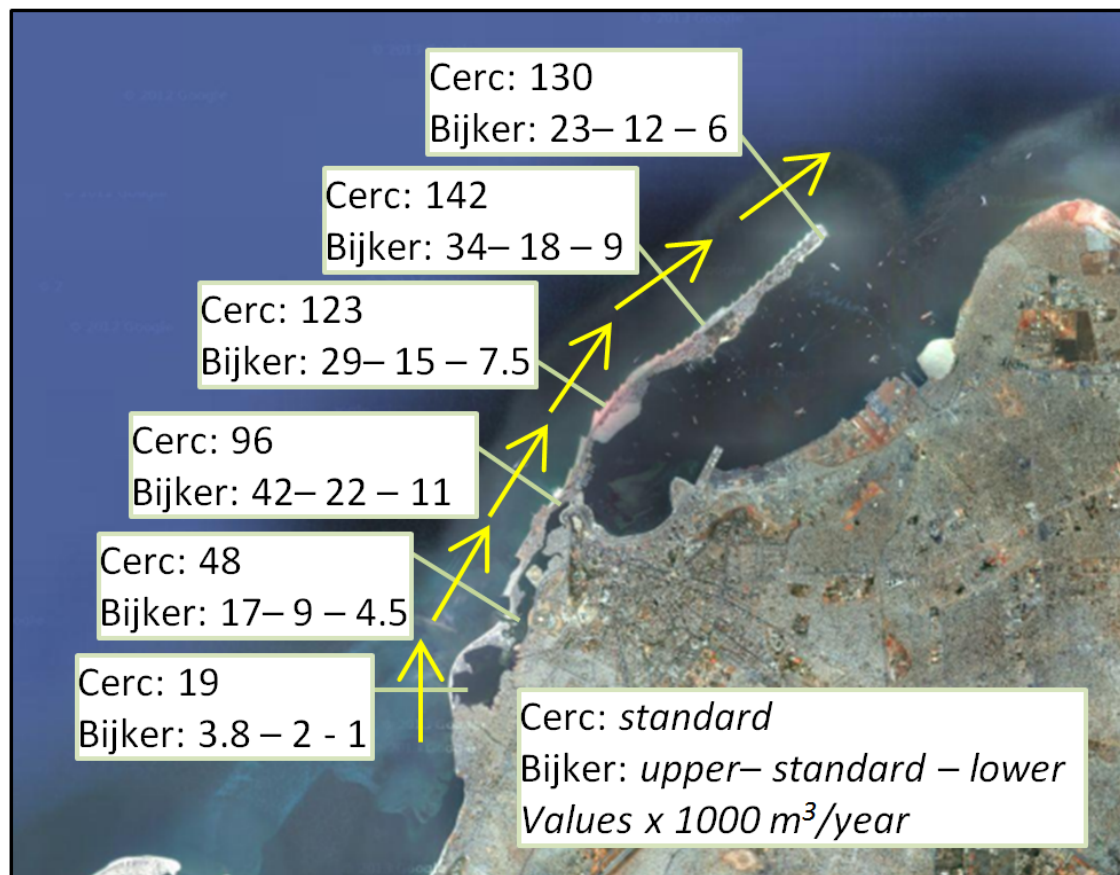 Cerc: 130
Bijker: 23– 12 – 6
Cerc: 142
Bijker: 34– 18 – 9
Cerc: 123
Bijker: 29– 15 – 7.5
Cerc: 96
Bijker: 42– 22 – 11
Cerc: 48
Bijker: 17– 9 – 4.5
Cerc: 19
Bijker: 3.8 – 2 - 1
Cerc: standard
Bijker: upper– standard – lower
Values x 1000 m³/year